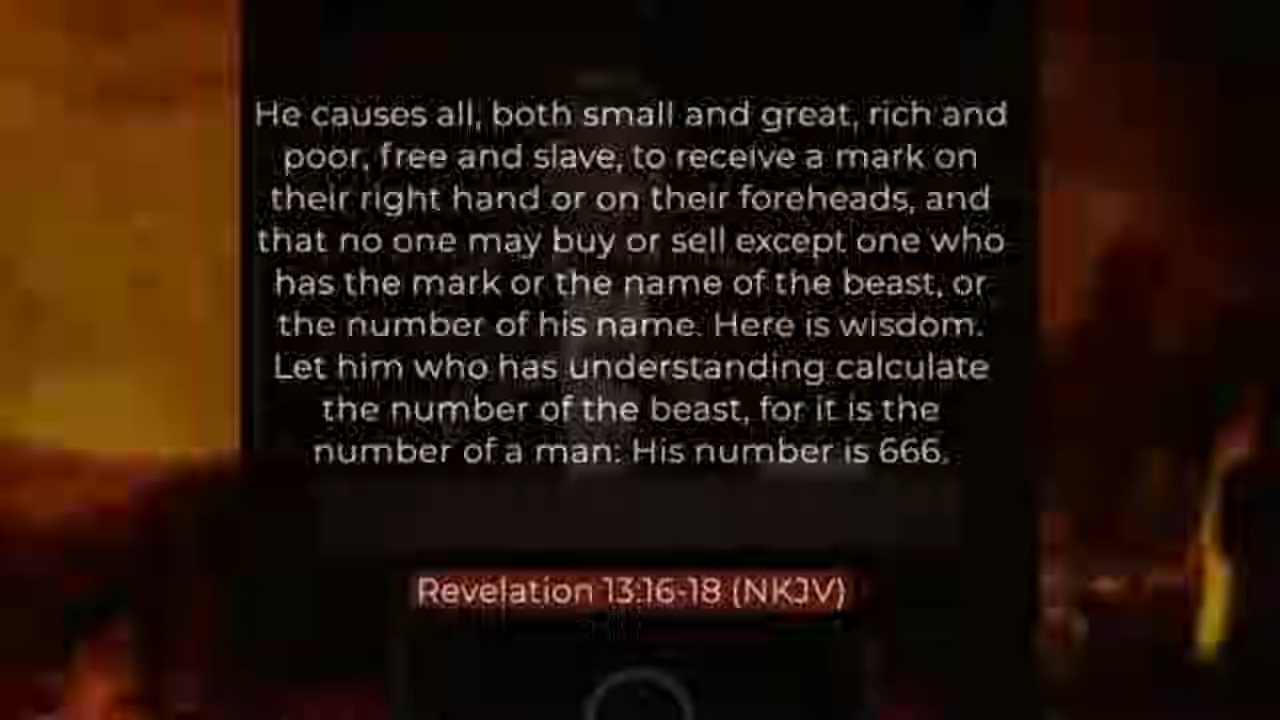 He causes all, both small and great, rich and
poor, free and slave, to receive a mark on
their right hand or on their foreheads, and
that no one may buy or sell except one who
has the mark or the name of the beast, or
the number of his name. Here is wisdom.
Let him who has understanding calculate
the number of the beast, for it is the
number of a man: His number is 666.
Revelation 13:16-18 (NKJV)